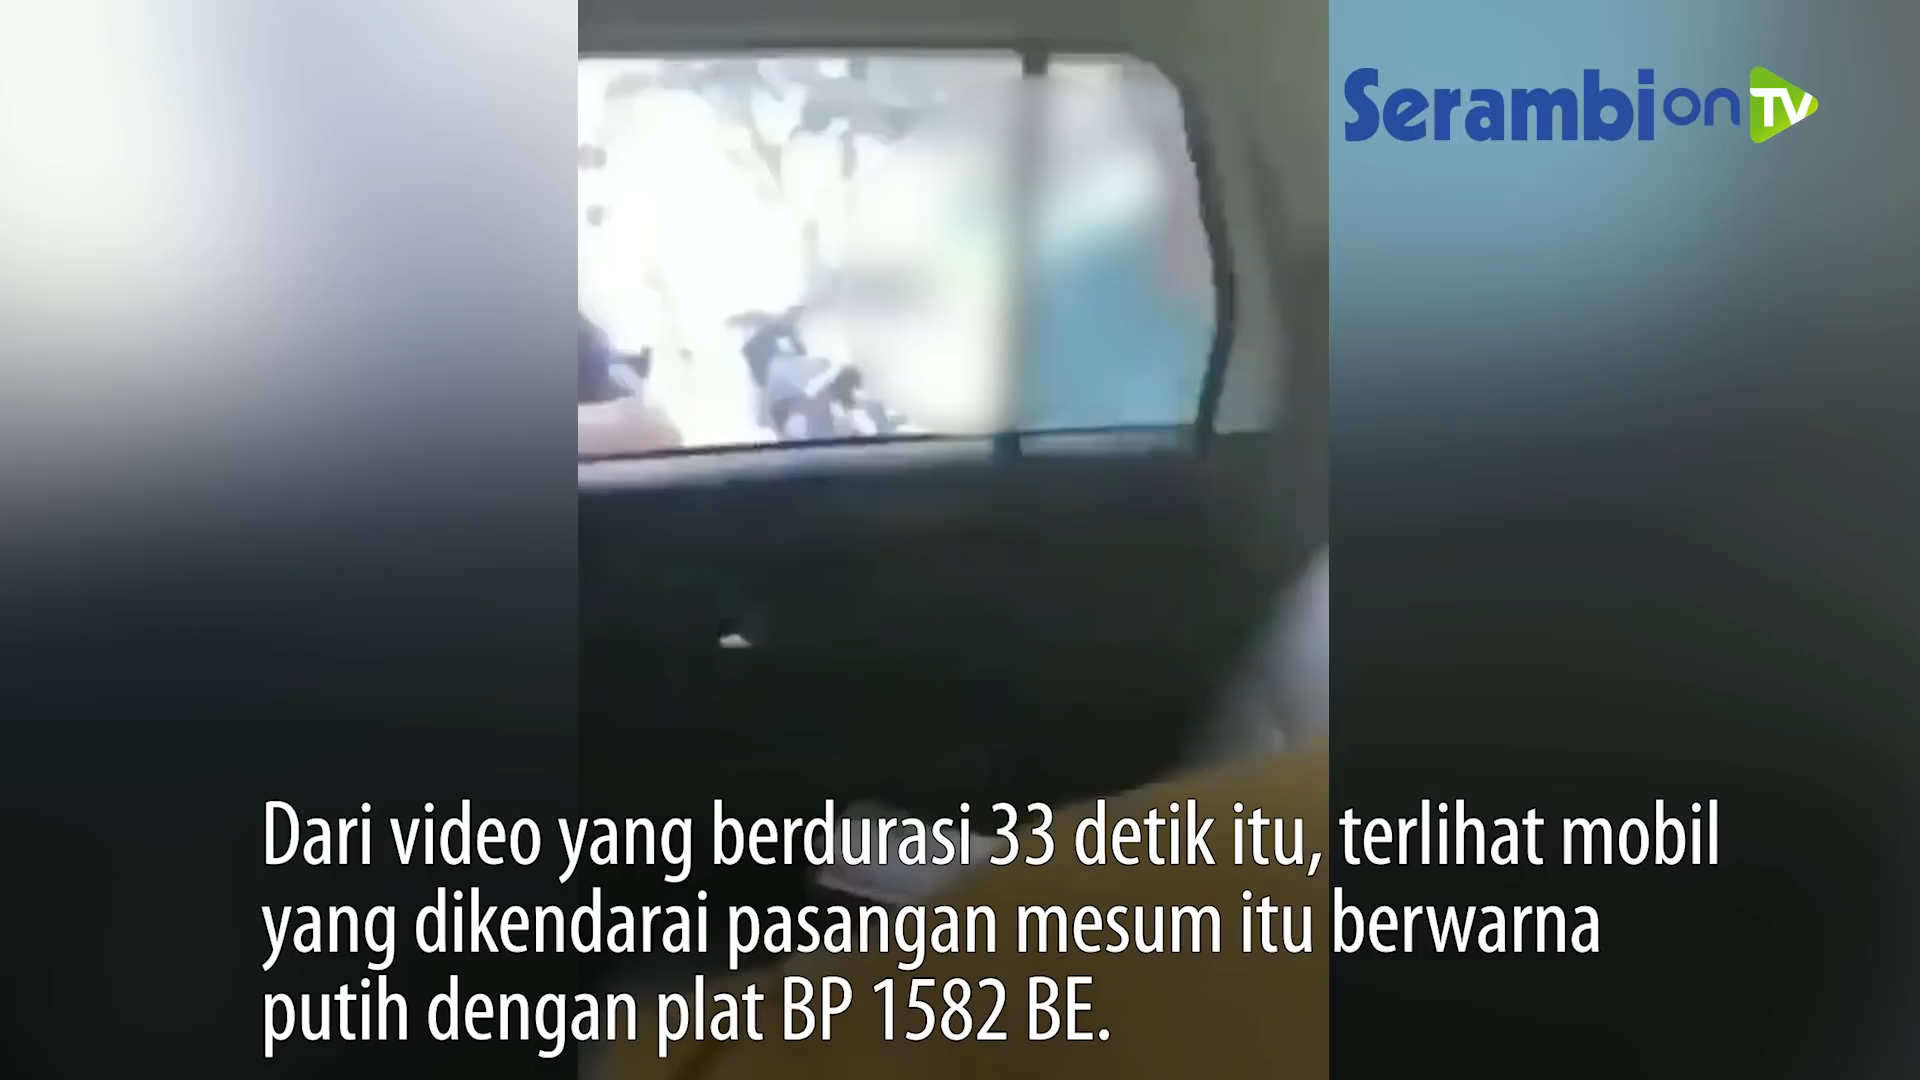 Serambi on TV
Dari video yang berdurasi 33 detik itu, terlihat mobil
yang dikendarai pasangan mesum itu berwarna
putih dengan plat BP 1582 BE.